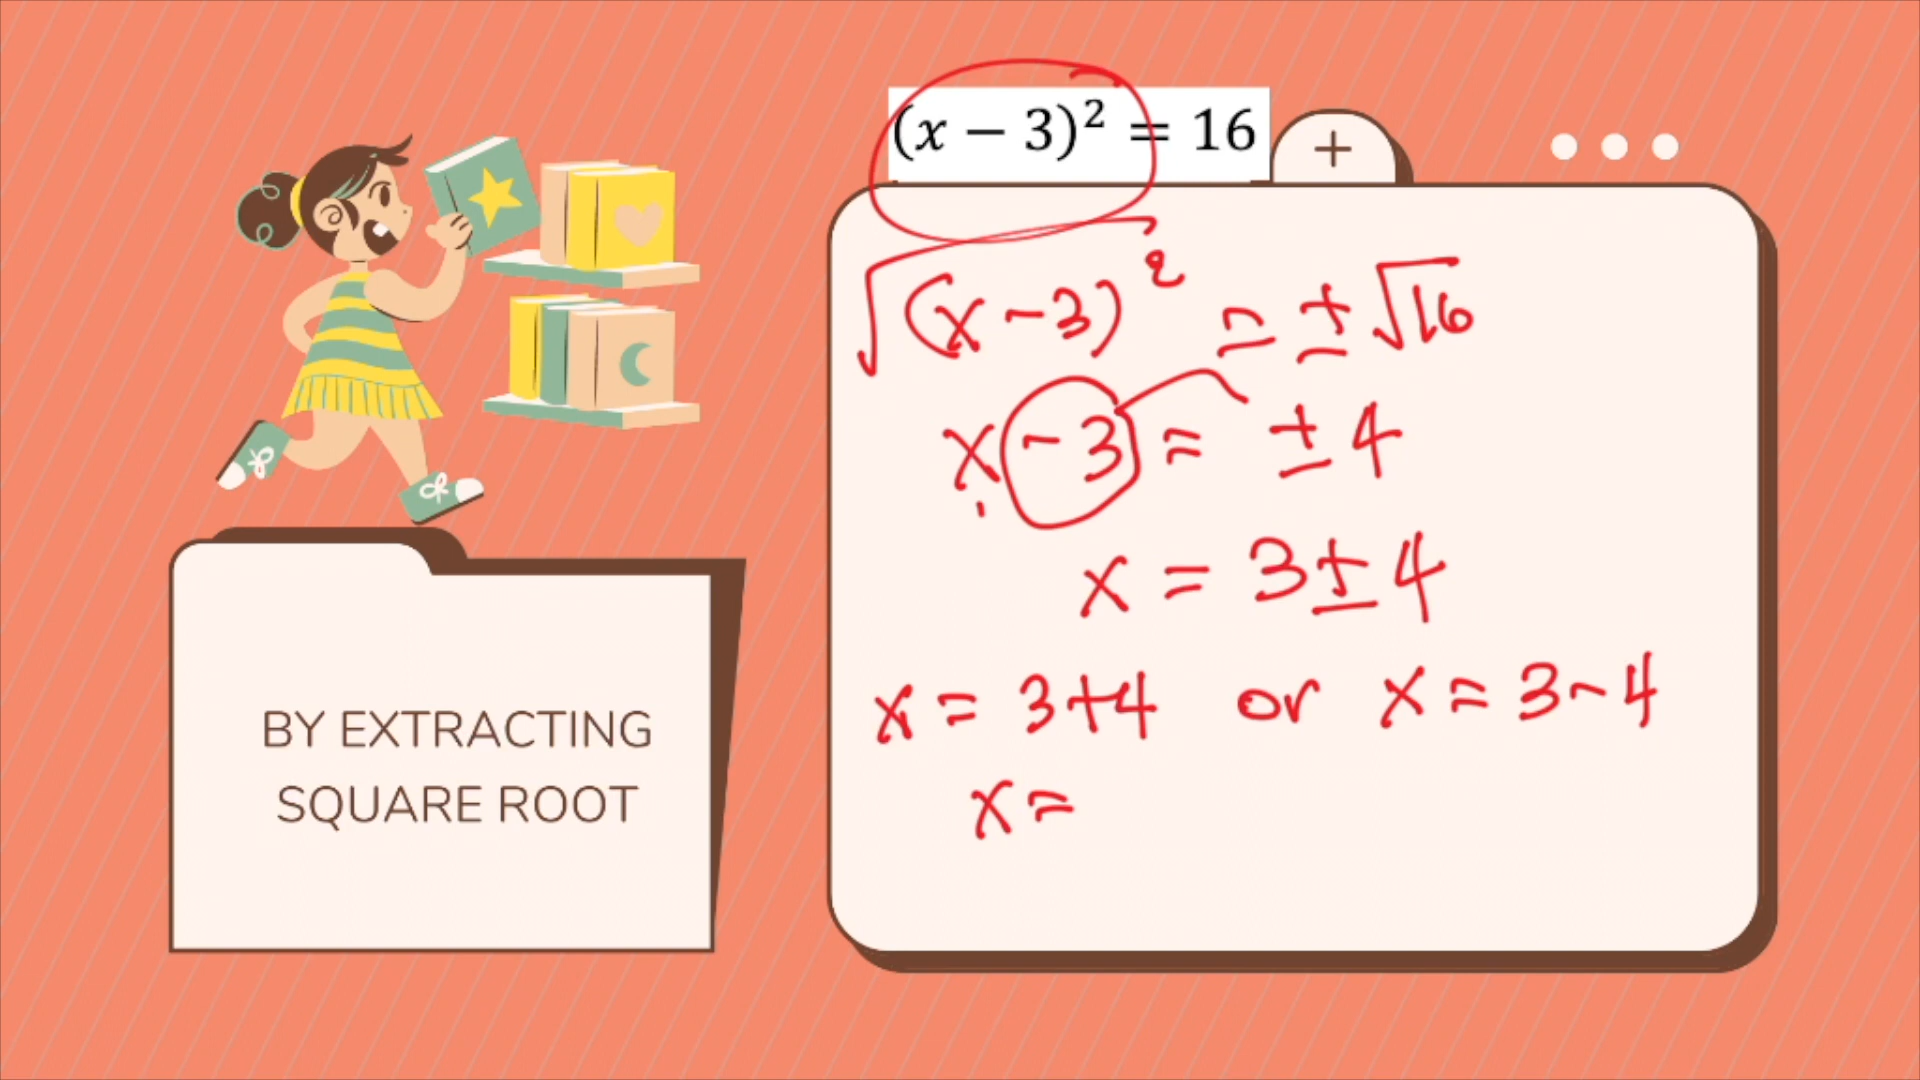 (x − 3)² = 16
+
√(x-3)² = ±√16
x-3 = ±4
x = 3±4
x = 3+4 or x = 3-4
x =
BY EXTRACTING
SQUARE ROOT